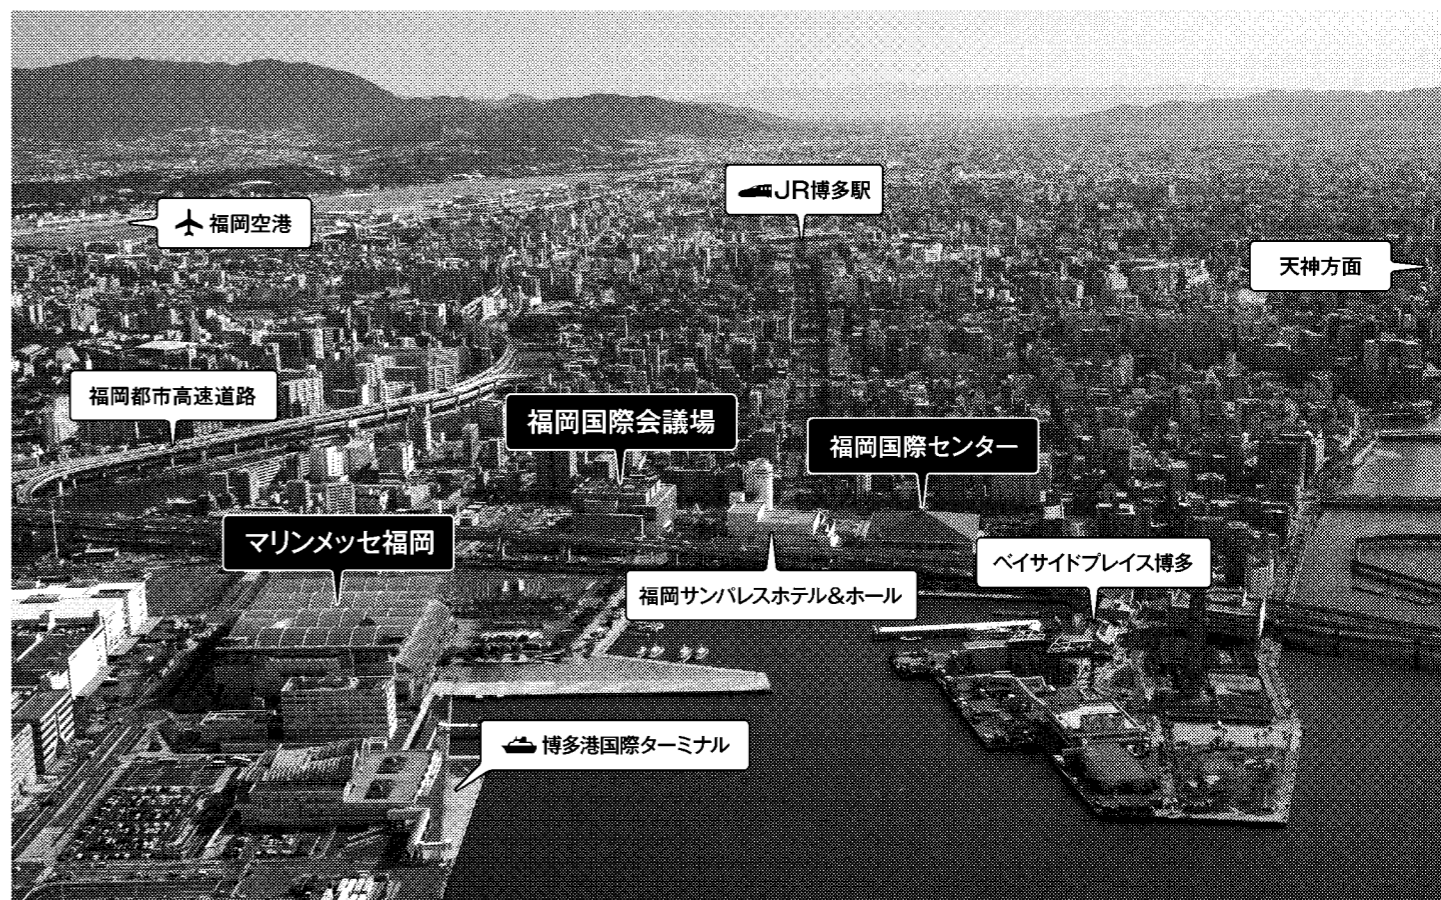 JR博多駅
福岡空港
天神方面
福岡都市高速道路
福岡国際会議場
福岡国際センター
マリンメッセ福岡
ベイサイドプレイス博多
福岡サンパレスホテル&ホール
博多港国際ターミナル